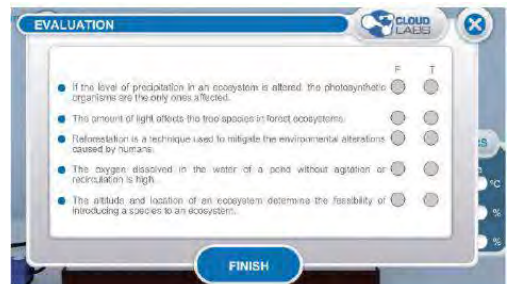 EVALUATION
CLOUD
LABS
F T
If the level of precipitation in an ecosystem is altered, the photosynthetic
organisms are the only ones affected.
The amount of light affects the tree species in forest ecosystems.
Reforestation is a technique used to mitigate the environmental alterations
caused by humans.
The oxygen dissolved in the water of a pond without agitation or
recirculation is high.
The altitude and location of an ecosystem determine the feasibility of
introducing a species to an ecosystem.
°C
%
%
FINISH